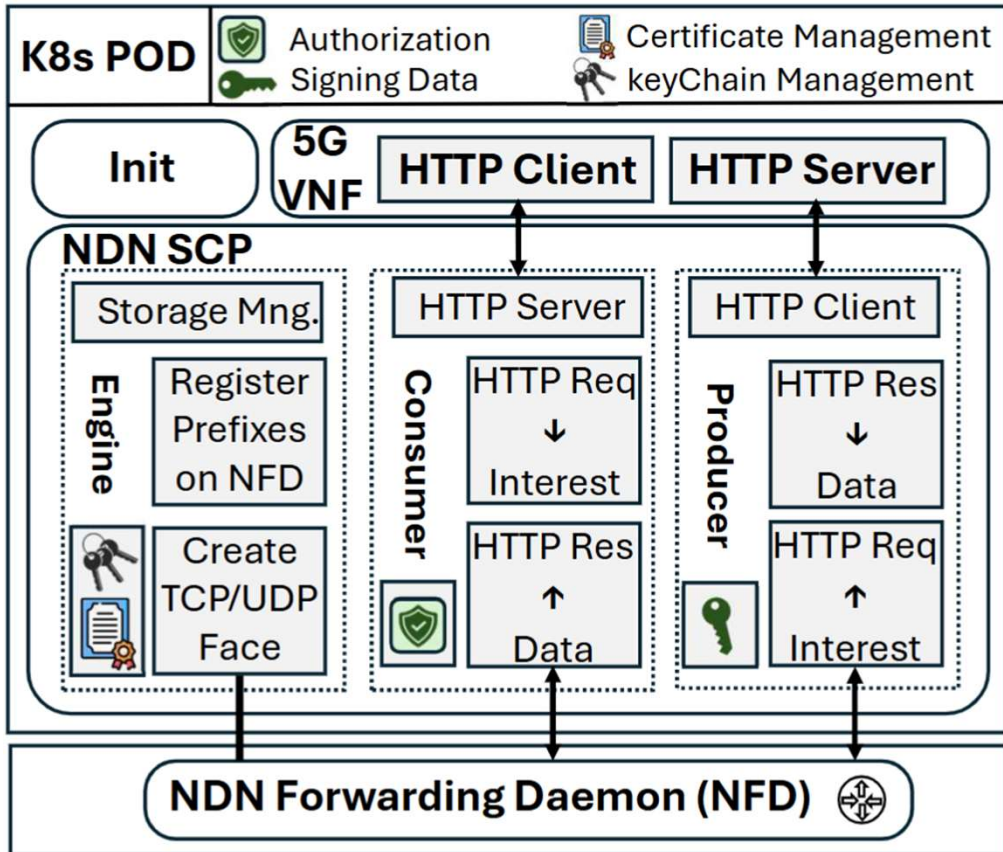 K8s POD
Authorization
Signing Data
Certificate Management
keyChain Management
Init
5G
VNF
HTTP Client
HTTP Server
NDN SCP
Storage Mng.
Engine
Register
Prefixes
on NFD
Create
TCP/UDP
Face
HTTP Server
Consumer
HTTP Req
↓
Interest
HTTP Res
↑
Data
HTTP Client
Producer
HTTP Res
↓
Data
HTTP Req
↑
Interest
NDN Forwarding Daemon (NFD)